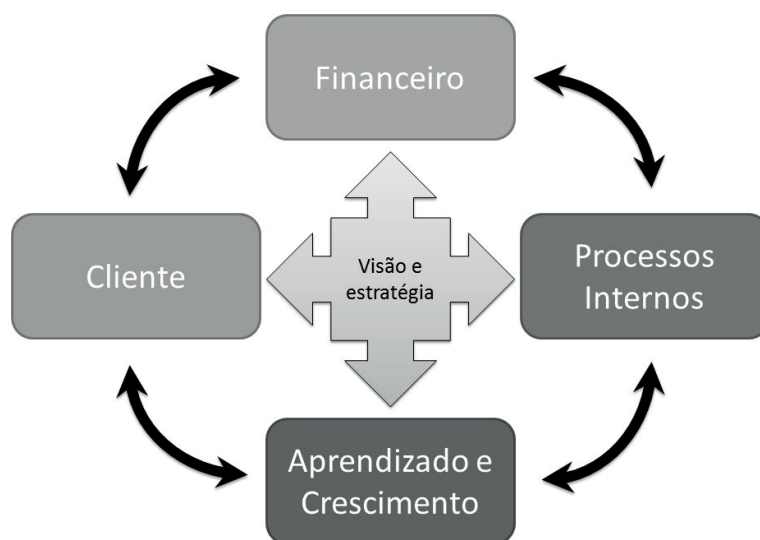 Financeiro
Cliente
Visão e
estratégia
Processos
Internos
Aprendizado e
Crescimento